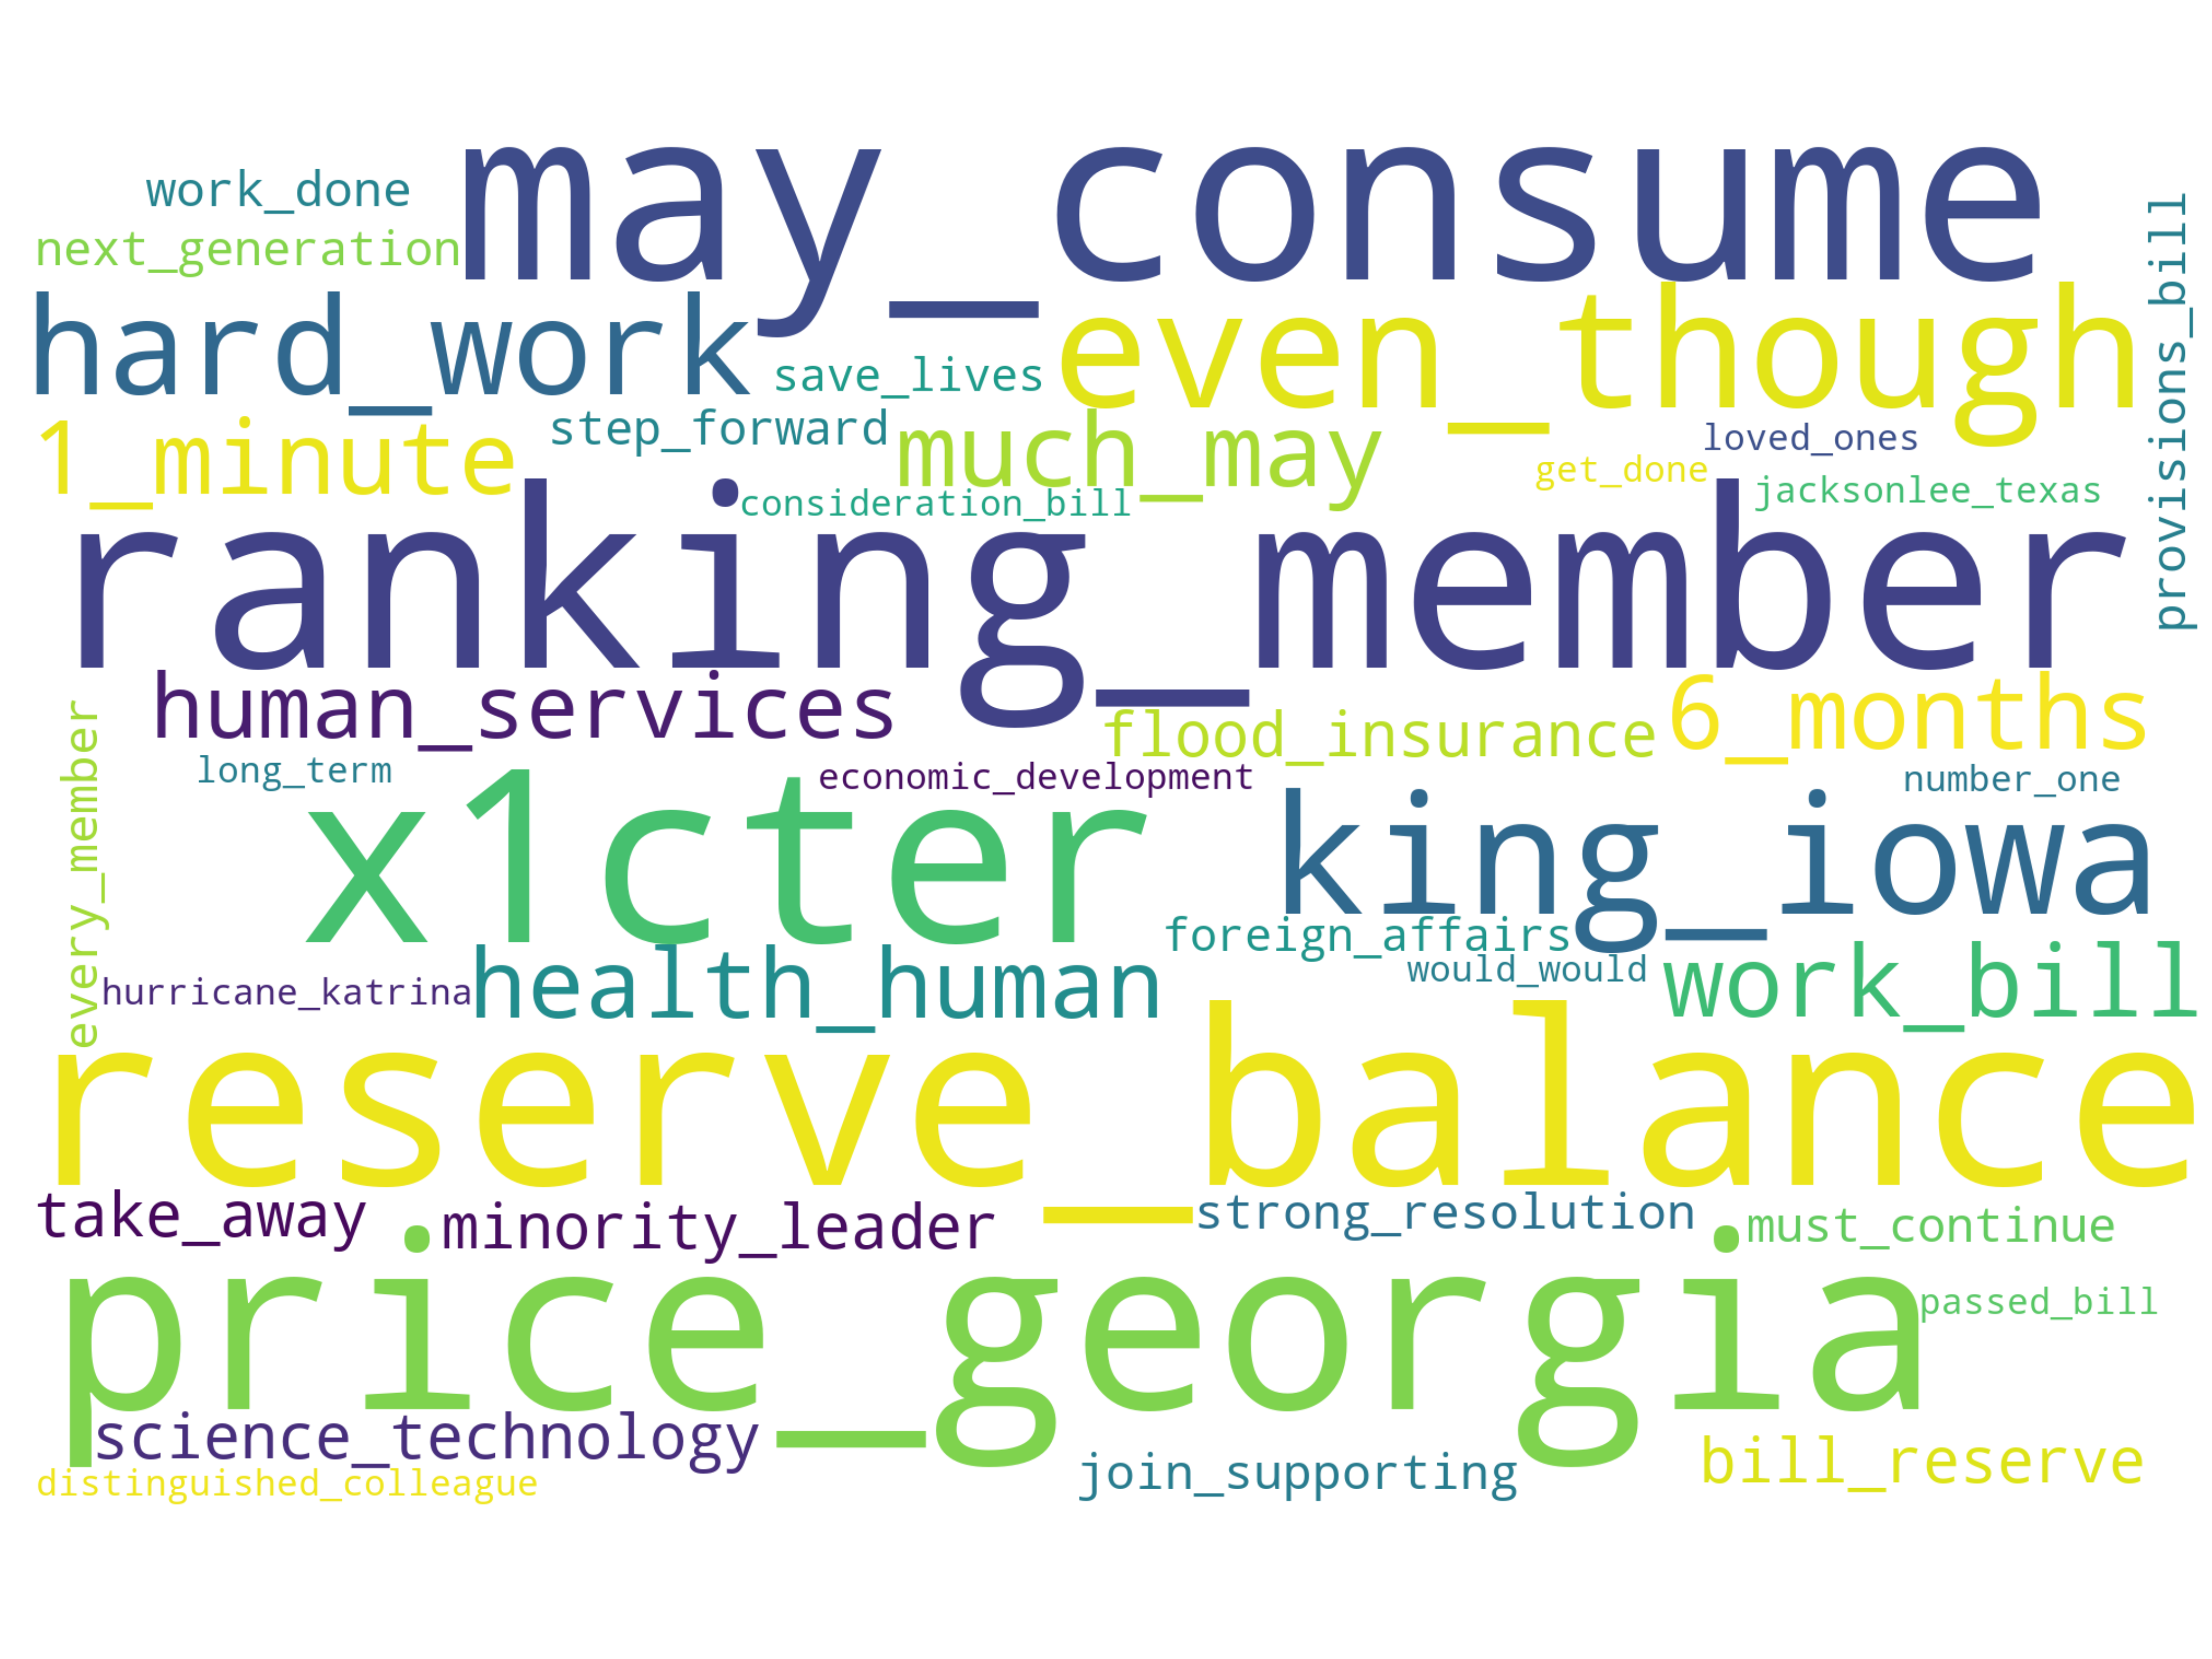 may_consume
work_done
next_generation
provisions_bill
hard_work
even_though
save_lives
1_minute
step_forward
much_may
loved_ones
get_done
consideration_bill
jacksonlee_texas
ranking_member
human_services
flood_insurance
6_months
every_member
long_term
economic_development
number_one
x1cter
king_iowa
foreign_affairs
health_human
would_would
work_bill
hurricane_katrina
reserve_balance
take_away
minority_leader
strong_resolution
must_continue
price_georgia
passed_bill
science_technology
bill_reserve
distinguished_colleague
join_supporting